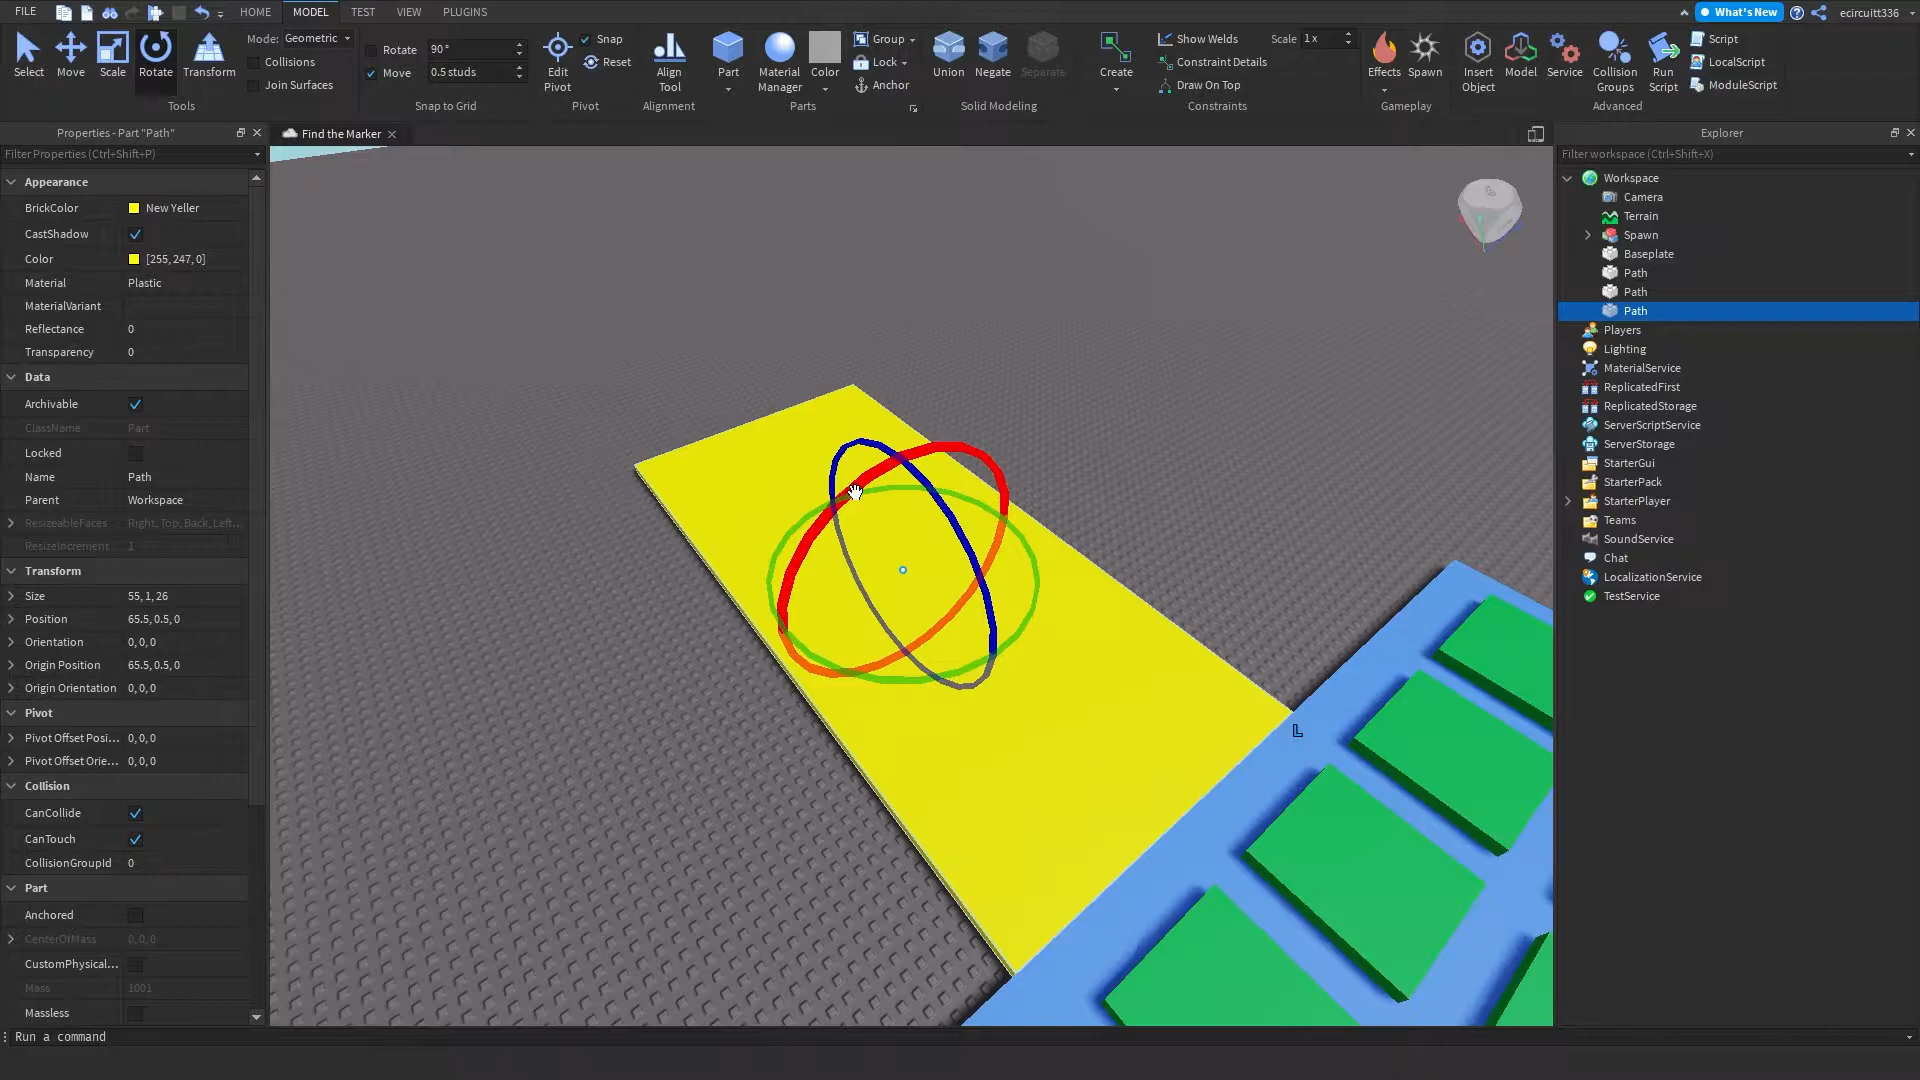 FILE HOME MODEL TEST VIEW PLUGINS What's New ecircuitt336
Select Move Scale Rotate Transform Mode: Geometric Collisions Join Surfaces
Tools
Rotate 90° Move 0.5 studs
Snap to Grid
Edit Pivot Snap Reset
Pivot
Align Tool
Alignment
Part Material Manager Color Group Lock Anchor
Parts
Union Negate Separate
Solid Modeling
Create Show Welds Scale 1x Constraint Details Draw On Top
Constraints
Effects Spawn
Gameplay
Insert Object Model Service Collision Groups Run Script Script LocalScript ModuleScript
Advanced
Properties - Part "Path"
Filter Properties (Ctrl+Shift+P)
Appearance
BrickColor New Yeller
CastShadow
Color [255, 247, 0]
Material Plastic
MaterialVariant
Reflectance 0
Transparency 0
Data
Archivable
ClassName Part
Locked
Name Path
Parent Workspace
ResizeableFaces Right, Top, Back, Left...
ResizeIncrement 1
Transform
Size 55, 1, 26
Position 65.5, 0.5, 0
Orientation 0, 0, 0
Origin Position 65.5, 0.5, 0
Origin Orientation 0, 0, 0
Pivot
Pivot Offset Posi... 0, 0, 0
Pivot Offset Orie... 0, 0, 0
Collision
CanCollide
CanTouch
CollisionGroupId 0
Part
Anchored
CenterOfMass 0, 0, 0
CustomPhysical...
Mass 1001
Massless
Find the Marker
L
Explorer
Filter workspace (Ctrl+Shift+X)
Workspace
Camera
Terrain
Spawn
Baseplate
Path
Path
Path
Players
Lighting
MaterialService
ReplicatedFirst
ReplicatedStorage
ServerScriptService
ServerStorage
StarterGui
StarterPack
StarterPlayer
Teams
SoundService
Chat
LocalizationService
TestService
Run a command